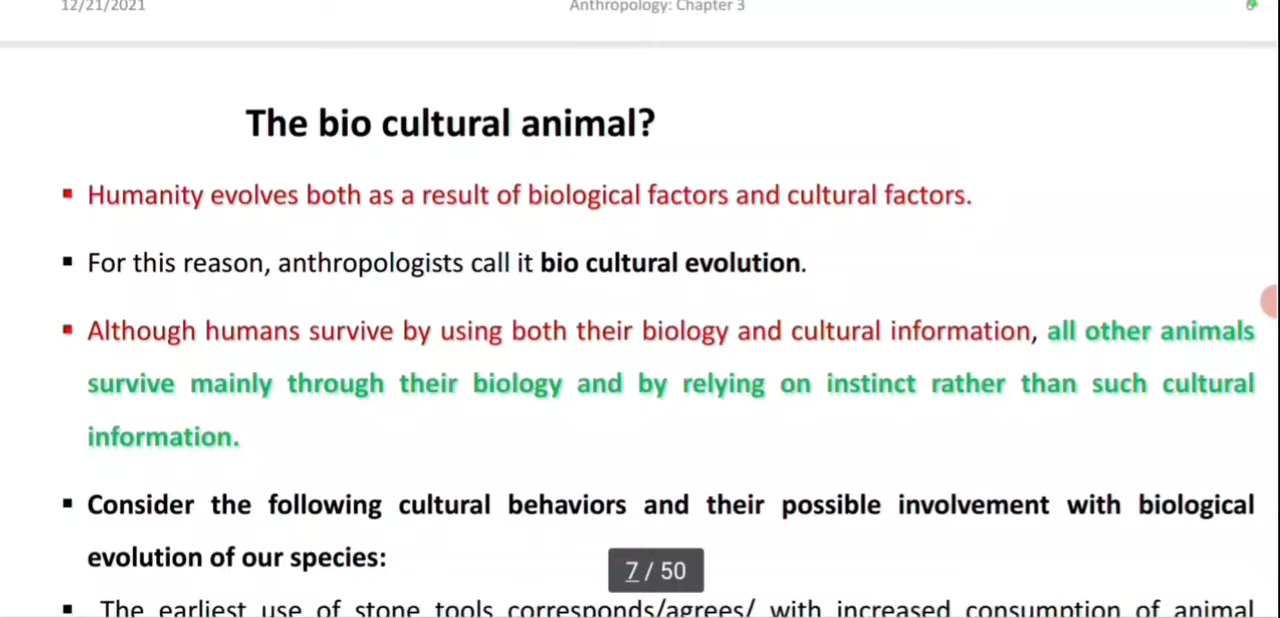 12/21/2021 Anthropology: Chapter 3 6
The bio cultural animal?
▪ Humanity evolves both as a result of biological factors and cultural factors.
▪ For this reason, anthropologists call it bio cultural evolution.
▪ Although humans survive by using both their biology and cultural information, all other animals
survive mainly through their biology and by relying on instinct rather than such cultural
information.
▪ Consider the following cultural behaviors and their possible involvement with biological
evolution of our species:
7 / 50
▪ The earliest use of stone tools corresponds/agrees/ with increased consumption of animal